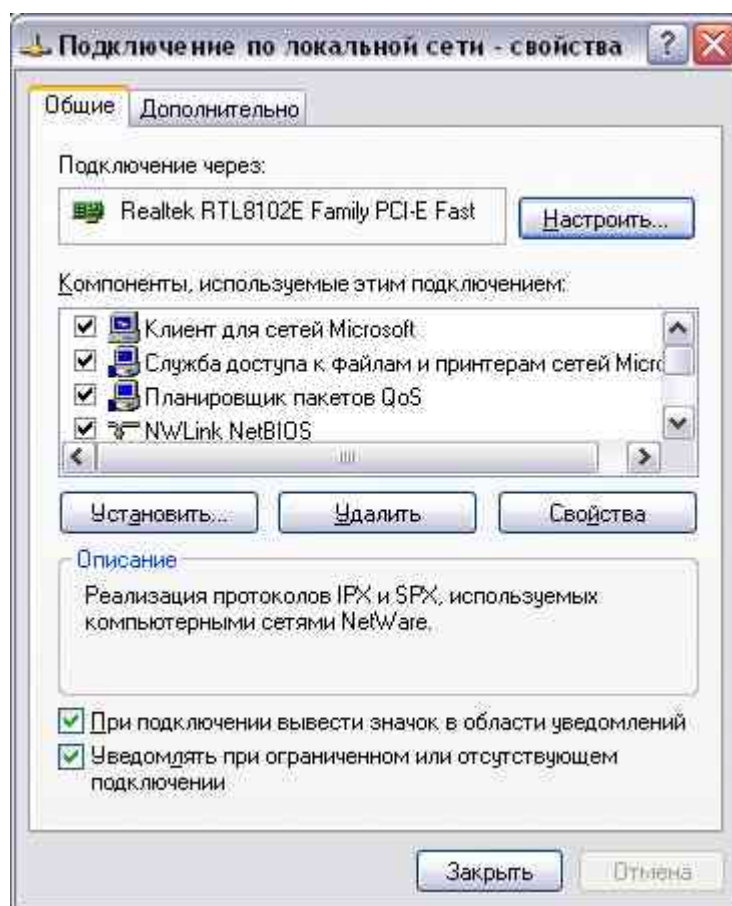 Подключение по локальной сети - свойства
Общие
Дополнительно
Подключение через:
Realtek RTL8102E Family PCI-E Fast
Настроить...
Компоненты, используемые этим подключением:
Клиент для сетей Microsoft
Служба доступа к файлам и принтерам сетей Micro
Планировщик пакетов QoS
NWLink NetBIOS
Установить...
Удалить
Свойства
Описание
Реализация протоколов IPX и SPX, используемых
компьютерными сетями NetWare.
При подключении вывести значок в области уведомлений
Уведомлять при ограниченном или отсутствующем
подключении
Закрыть
Отмена